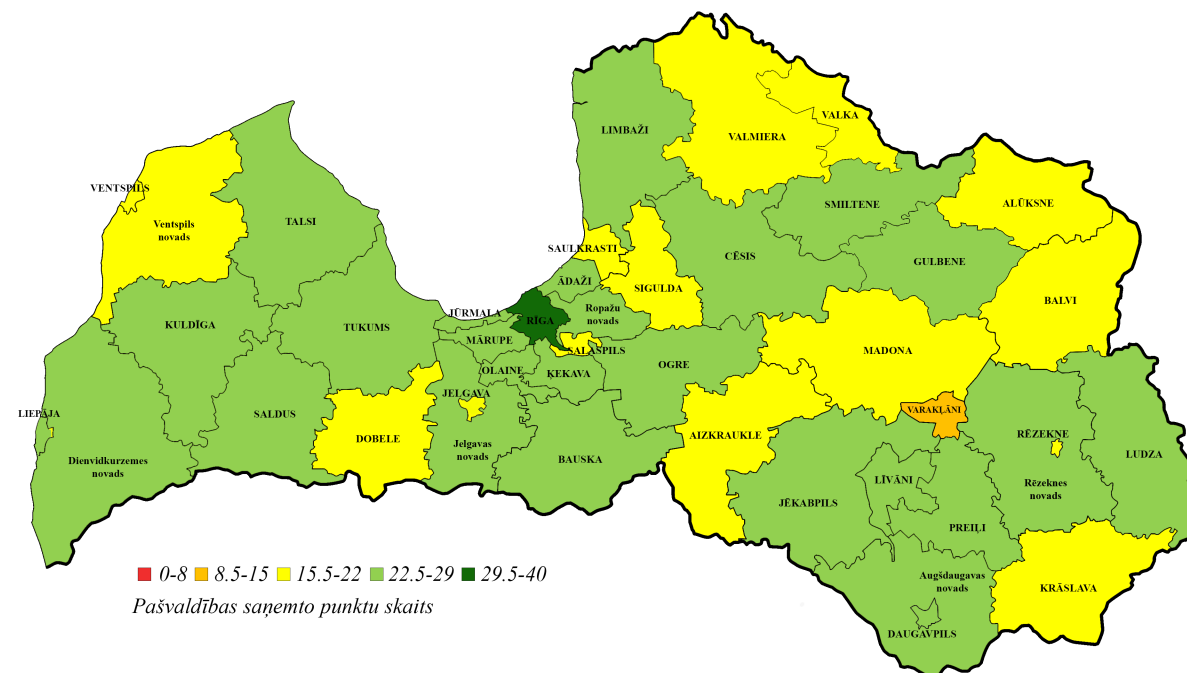 LIMBAŽI
VALMIERA
VALKA
VENTSPILS
Ventspils
novads
TALSI
SMILTENE
ALŪKSNE
SAULKRASTI
CĒSIS
GULBENE
ĀDAŽI
SIGULDA
BALVI
KULDĪGA
TUKUMS
JŪRMALA
RĪGA
Ropažu
novads
MĀRUPE
SALASPILS
MADONA
OLAINE
ĶEKAVA
OGRE
LIEPĀJA
SALDUS
JELGAVA
VARAKĻĀNI
DOBELE
AIZKRAUKLE
RĒZEKNE
Dienvidkurzemes
novads
Jelgavas
novads
BAUSKA
LUDZA
LĪVĀNI
Rēzeknes
novads
JĒKABPILS
PREIĻI
Augšdaugavas
novads
KRĀSLAVA
DAUGAVPILS
0-8 8.5-15 15.5-22 22.5-29 29.5-40
Pašvaldības saņemto punktu skaits